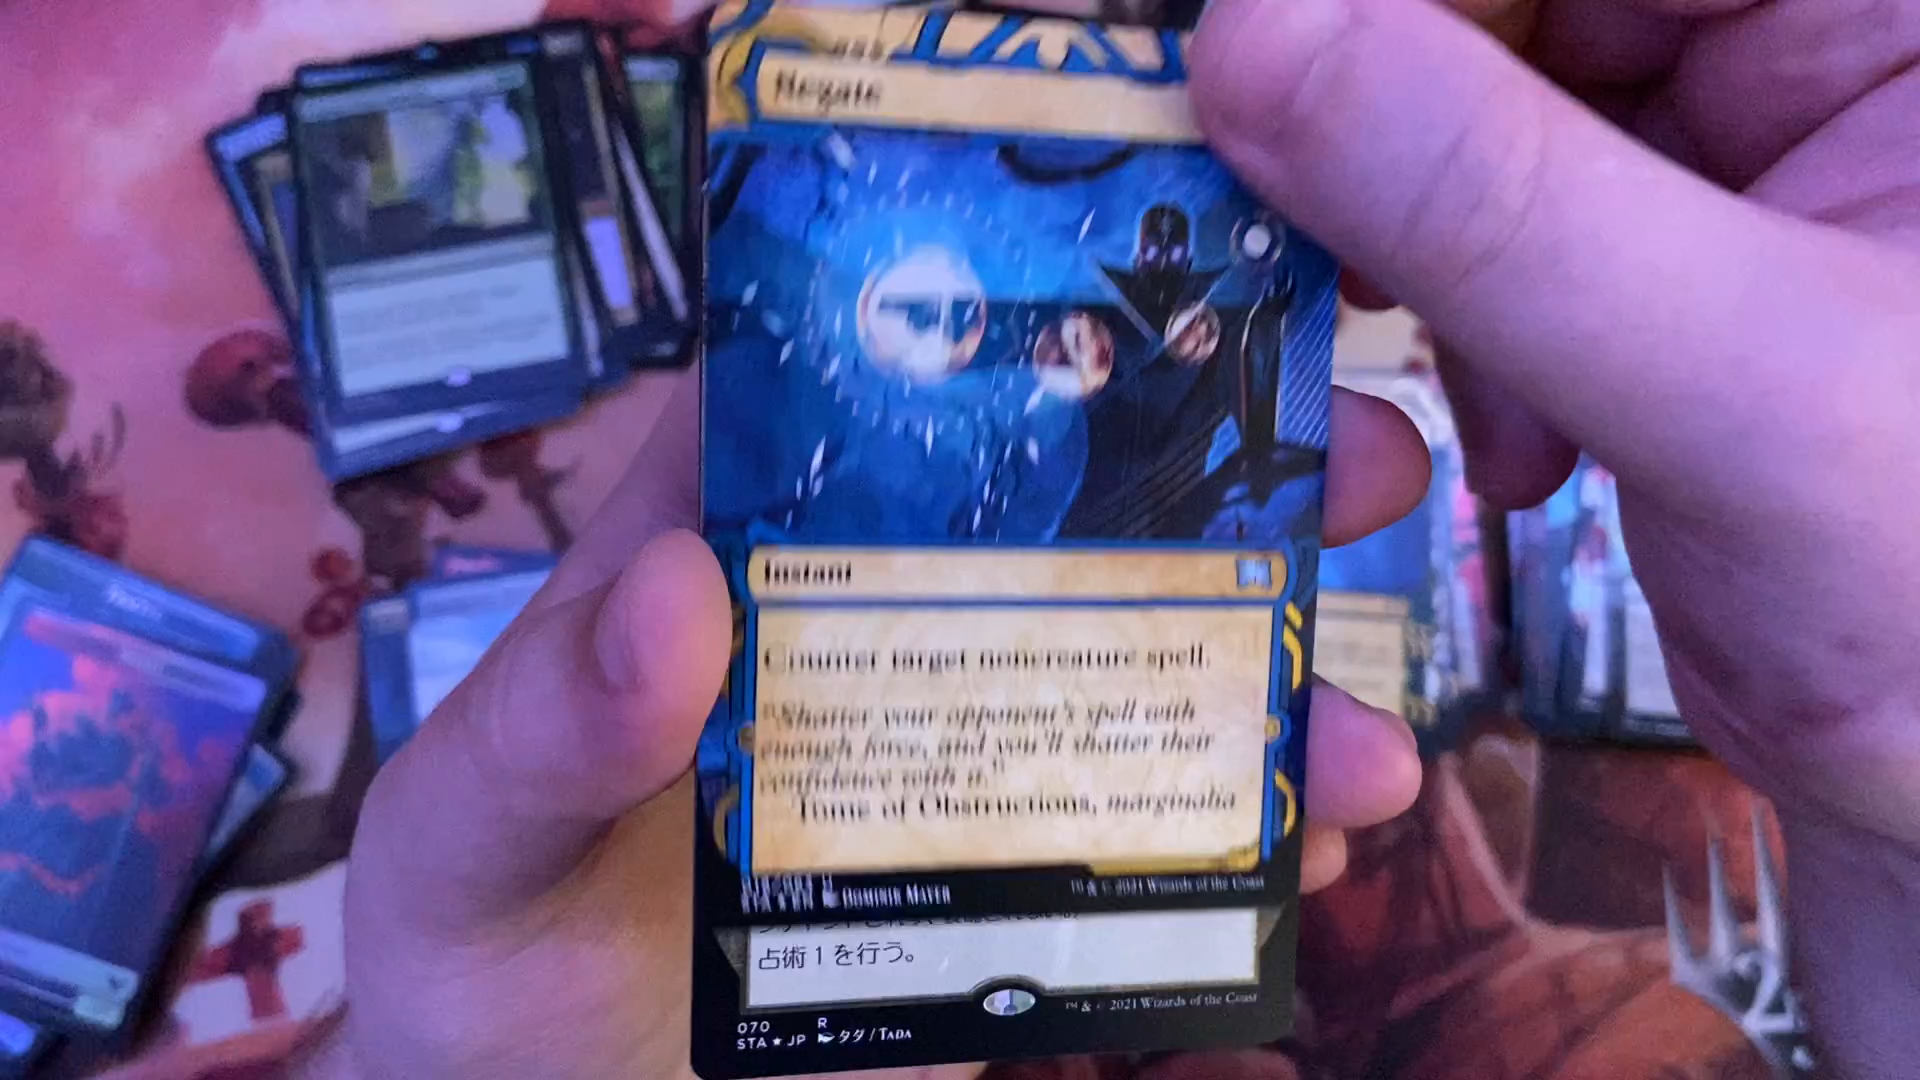 Negate
Instant
Counter target noncreature spell.
"Shatter your opponent's spell with
enough force, and you'll shatter their
confidence with it."
Tome of Obstructions, marginalia
DOMINIK MAYER
™ & © 2021 Wizards of the Coast
占術1を行う。
™ & © 2021 Wizards of the Coast
070 R
STA ★ JP タダ / TADA